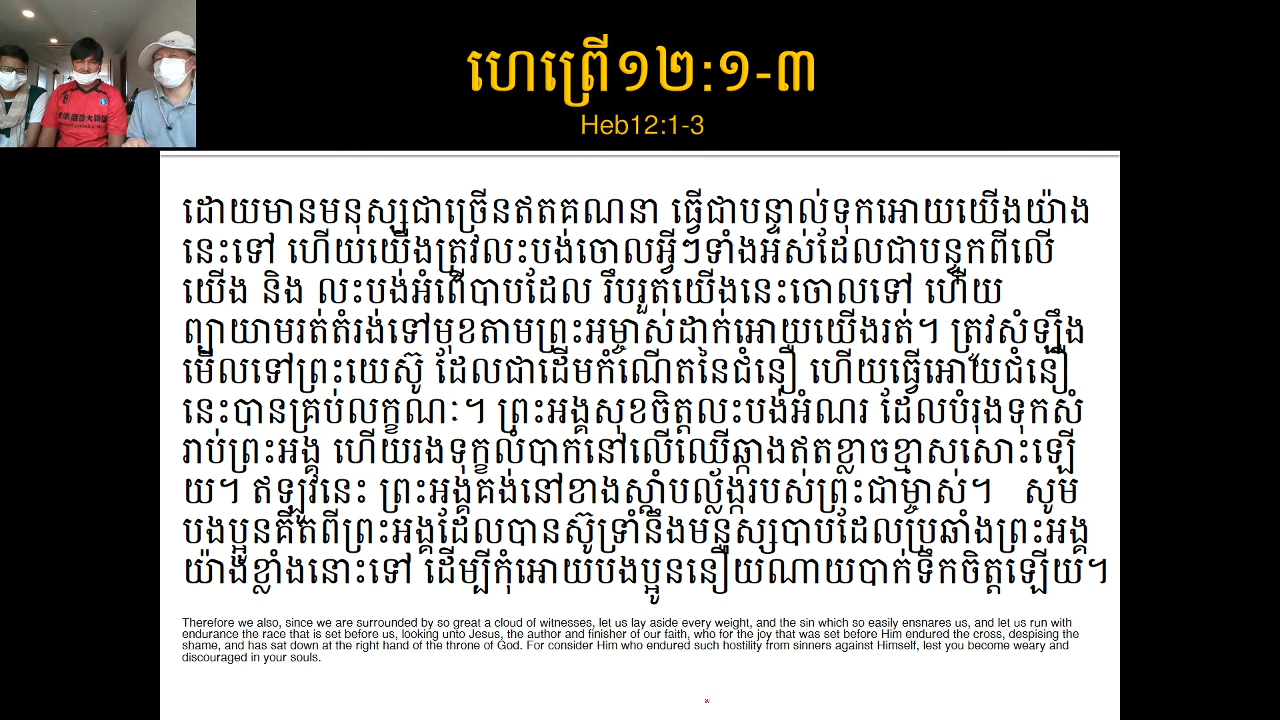 ហេព្រើ១២:១-៣
Heb12:1-3
ដោយមានមនុស្សជាច្រើនឥតគណនា ធ្វើជាបន្ទាល់ទុកអោយយើងយ៉ាង
នេះទៅ ហើយយើងត្រូវលះបង់ចោលអ្វីៗទាំងអស់ដែលជាបន្ទុកពីលើ
យើង និង លះបង់អំពើបាបដែល រឹបរួតយើងនេះចោលទៅ ហើយ
ព្យាយាមរត់តំរង់ទៅមុខតាមព្រះអម្ចាស់ដាក់អោយយើងរត់។ ត្រូវសំឡឹង
មើលទៅព្រះយេស៊ូ ដែលជាដើមកំណើតនៃជំនឿ ហើយធ្វើអោយជំនឿ
នេះបានគ្រប់លក្ខណៈ។ ព្រះអង្គសុខចិត្តលះបង់អំណរ ដែលបំរុងទុកសំ
រាប់ព្រះអង្គ ហើយរងទុក្ខលំបាកនៅលើឈើឆ្កាងឥតខ្លាចខ្មាសសោះឡើ
យ។ ឥឡូវនេះ ព្រះអង្គគង់នៅខាងស្តាំបល្ល័ង្ករបស់ព្រះជាម្ចាស់។ សូម
បងប្អូនគិតពីព្រះអង្គដែលបានស៊ូទ្រាំនឹងមនុស្សបាបដែលប្រឆាំងព្រះអង្គ
យ៉ាងខ្លាំងនោះទៅ ដើម្បីកុំអោយបងប្អូននឿយណាយបាក់ទឹកចិត្តឡើយ។
Therefore we also, since we are surrounded by so great a cloud of witnesses, let us lay aside every weight, and the sin which so easily ensnares us, and let us run with
endurance the race that is set before us, looking unto Jesus, the author and finisher of our faith, who for the joy that was set before Him endured the cross, despising the
shame, and has sat down at the right hand of the throne of God. For consider Him who endured such hostility from sinners against Himself, lest you become weary and
discouraged in your souls.